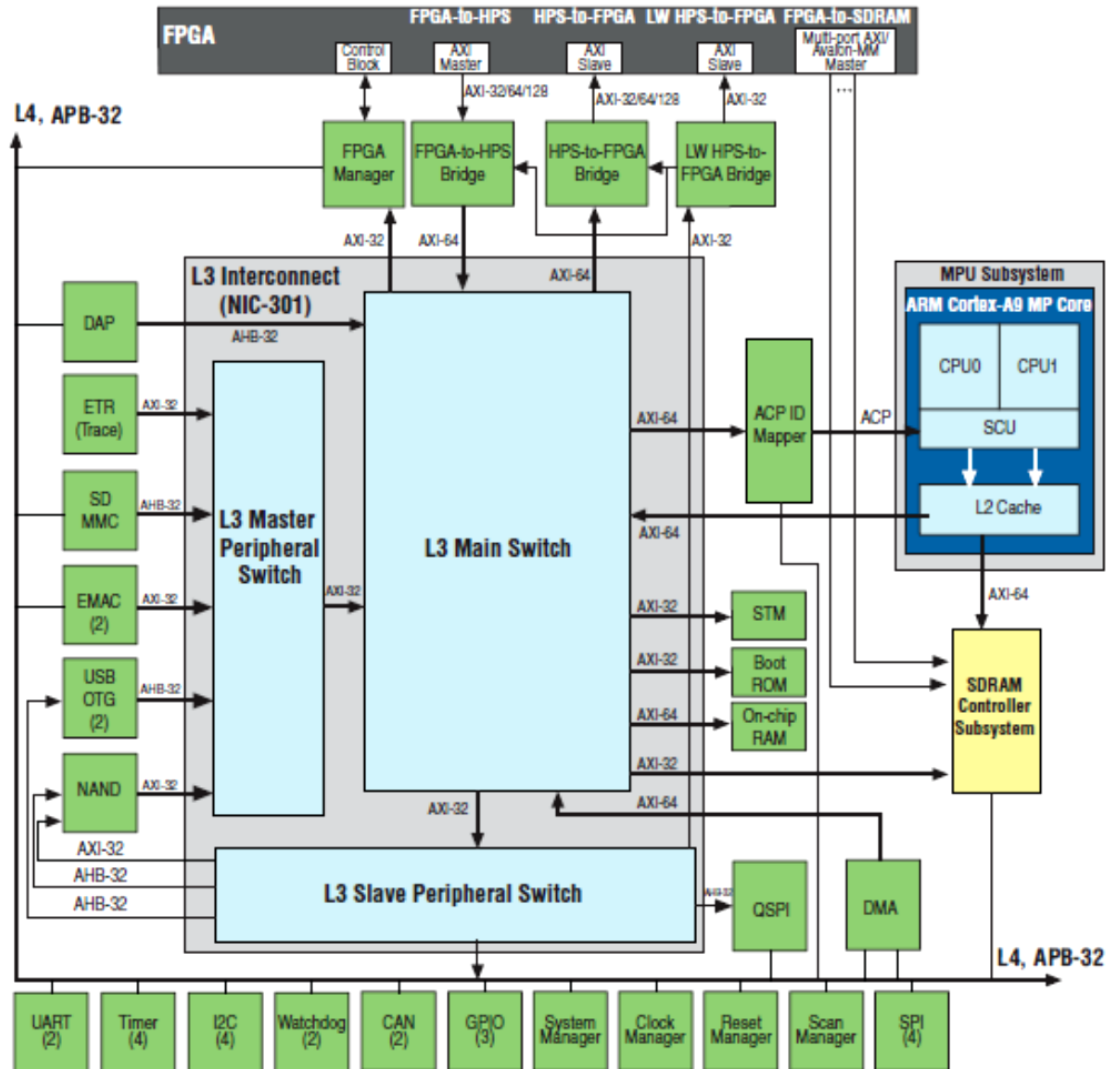 FPGA
FPGA-to-HPS
HPS-to-FPGA
LW HPS-to-FPGA
FPGA-to-SDRAM
Control
Block
AXI
Master
AXI
Slave
AXI
Slave
Multi-port AXI/
Avalon-MM
Master
...
AXI-32/64/128
AXI-32/64/128
AXI-32
L4, APB-32
FPGA
Manager
FPGA-to-HPS
Bridge
HPS-to-FPGA
Bridge
LW HPS-to-
FPGA Bridge
AXI-32
AXI-64
AXI-64
AXI-32
L3 Interconnect
(NIC-301)
MPU Subsystem
ARM Cortex-A9 MP Core
CPU0
CPU1
SCU
L2 Cache
DAP
AHB-32
ETR
(Trace)
AXI-32
SD
MMC
AHB-32
EMAC
(2)
AXI-32
USB
OTG
(2)
AHB-32
NAND
AXI-32
L3 Master
Peripheral
Switch
AXI-32
L3 Main Switch
AXI-64
ACP ID
Mapper
ACP
AXI-64
AXI-64
AXI-32
STM
AXI-32
Boot
ROM
AXI-64
On-chip
RAM
AXI-32
SDRAM
Controller
Subsystem
AXI-32
AXI-64
AXI-32
AHB-32
AHB-32
L3 Slave Peripheral Switch
AHB-32
QSPI
DMA
L4, APB-32
UART
(2)
Timer
(4)
I2C
(4)
Watchdog
(2)
CAN
(2)
GPIO
(3)
System
Manager
Clock
Manager
Reset
Manager
Scan
Manager
SPI
(4)